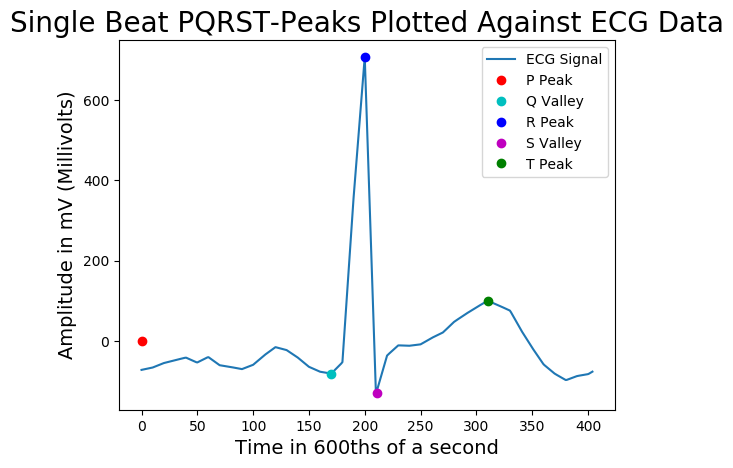 Single Beat PQRST-Peaks Plotted Against ECG Data
Amplitude in mV (Millivolts)
600
400
200
0
ECG Signal
P Peak
Q Valley
R Peak
S Valley
T Peak
0 50 100 150 200 250 300 350 400
Time in 600ths of a second